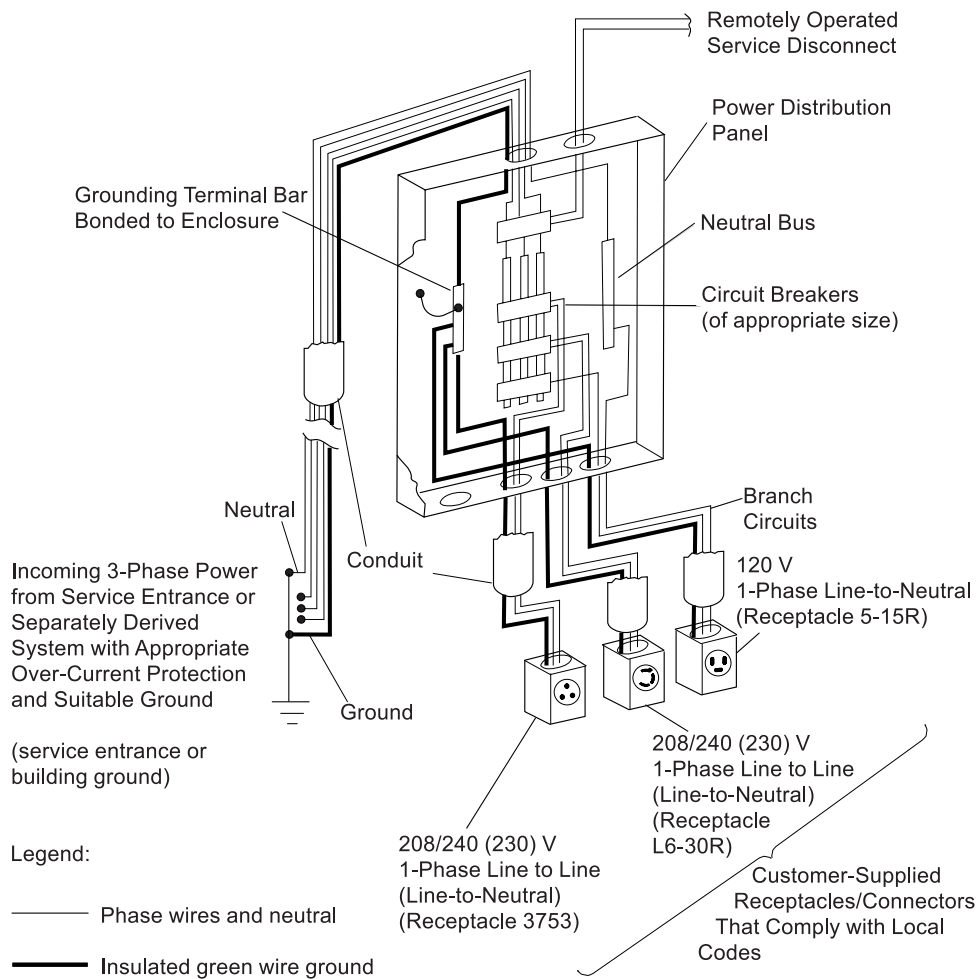 Remotely Operated
Service Disconnect
Power Distribution
Panel
Grounding Terminal Bar
Bonded to Enclosure
Neutral Bus
Circuit Breakers
(of appropriate size)
Neutral
Conduit
Branch
Circuits
Incoming 3-Phase Power
from Service Entrance or
Separately Derived
System with Appropriate
Over-Current Protection
and Suitable Ground
(service entrance or
building ground)
120 V
1-Phase Line-to-Neutral
(Receptacle 5-15R)
Ground
208/240 (230) V
1-Phase Line to Line
(Line-to-Neutral)
(Receptacle
L6-30R)
208/240 (230) V
1-Phase Line to Line
(Line-to-Neutral)
(Receptacle 3753)
Customer-Supplied
Receptacles/Connectors
That Comply with Local
Codes
Legend:
Phase wires and neutral
Insulated green wire ground